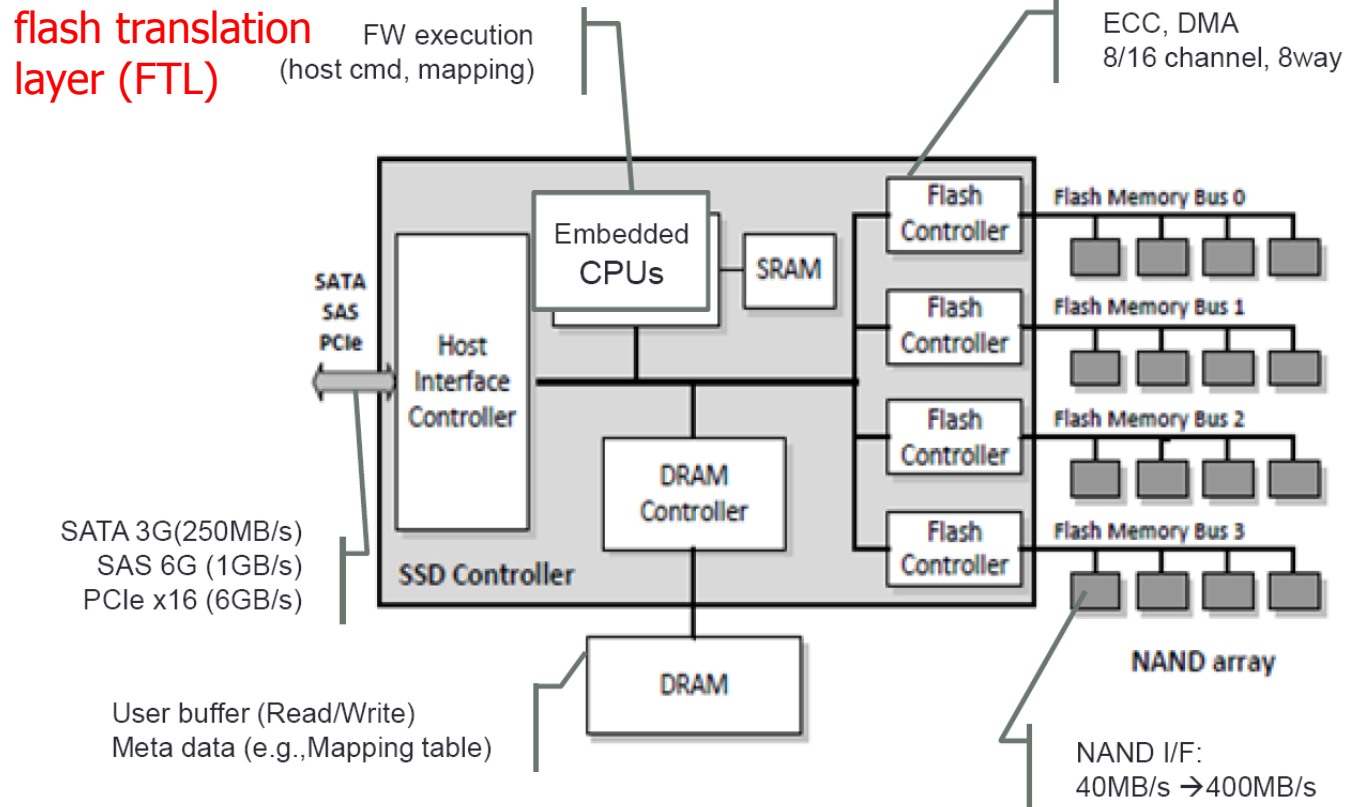 flash translation
layer (FTL)
FW execution
(host cmd, mapping)
ECC, DMA
8/16 channel, 8way
SATA
SAS
PCIe
Host
Interface
Controller
Embedded
CPUs
SRAM
DRAM
Controller
SSD Controller
Flash
Controller
Flash
Controller
Flash
Controller
Flash
Controller
Flash Memory Bus 0
Flash Memory Bus 1
Flash Memory Bus 2
Flash Memory Bus 3
NAND array
SATA 3G(250MB/s)
SAS 6G (1GB/s)
PCIe x16 (6GB/s)
DRAM
User buffer (Read/Write)
Meta data (e.g.,Mapping table)
NAND I/F:
40MB/s →400MB/s